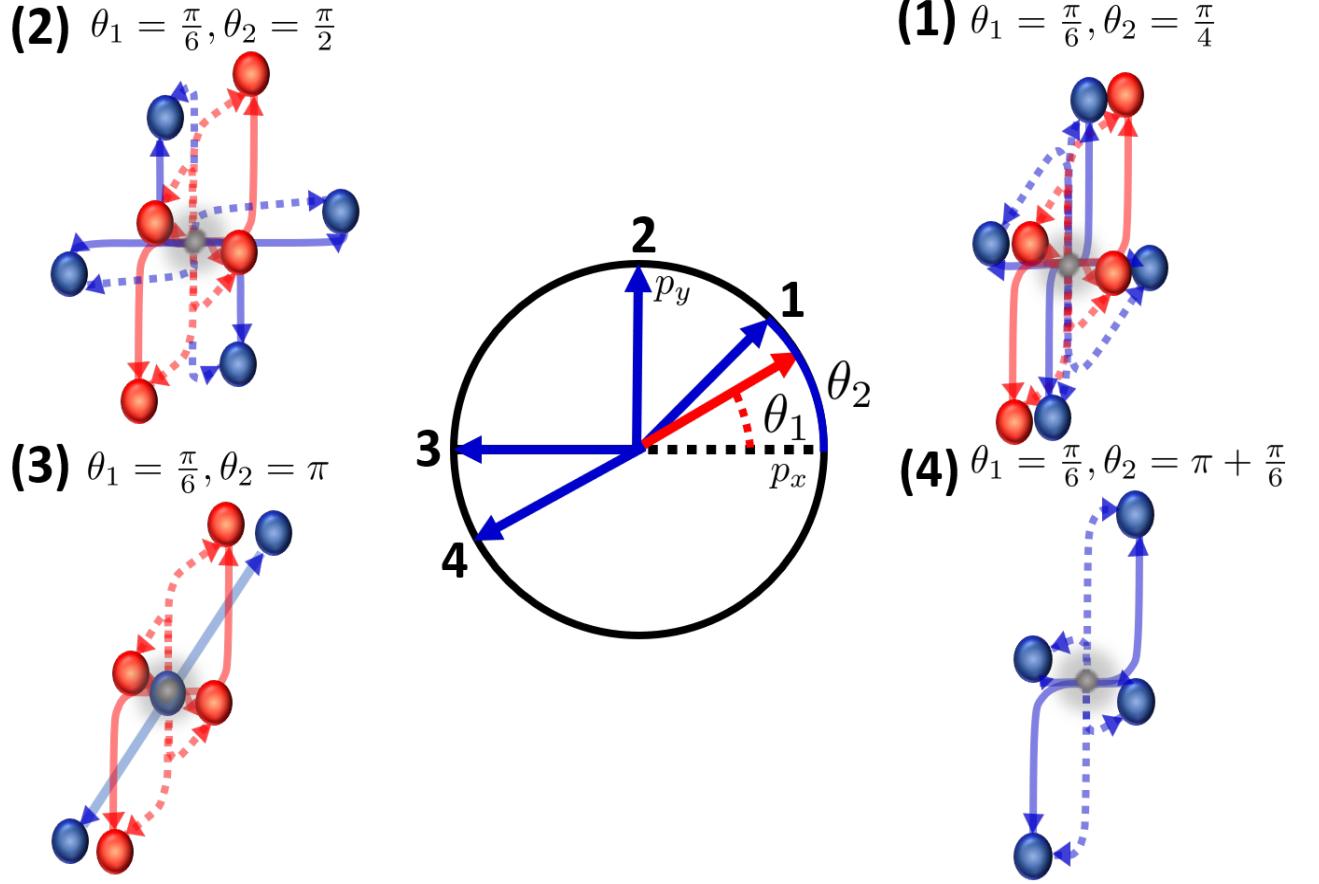 (2) θ₁ = π/6, θ₂ = π/2
(1) θ₁ = π/6, θ₂ = π/4
2
p_y
1
θ₂
θ₁
3
p_x
(3) θ₁ = π/6, θ₂ = π
(4) θ₁ = π/6, θ₂ = π + π/6
4